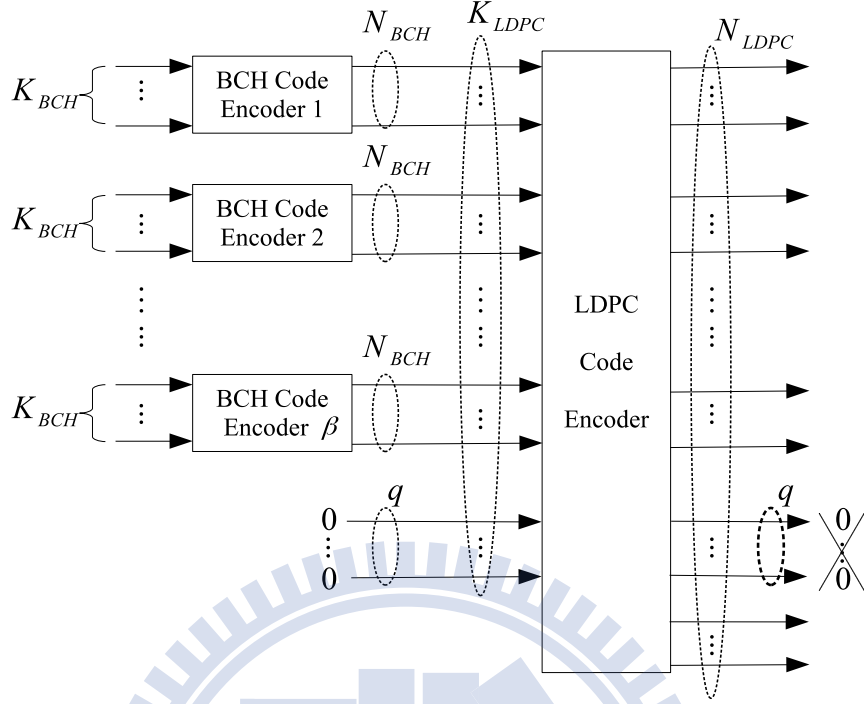 N_BCH K_LDPC N_LDPC
K_BCH
BCH Code
Encoder 1
N_BCH
K_BCH
BCH Code
Encoder 2
LDPC
Code
Encoder
N_BCH
K_BCH
BCH Code
Encoder β
q
q
0
0
0
0